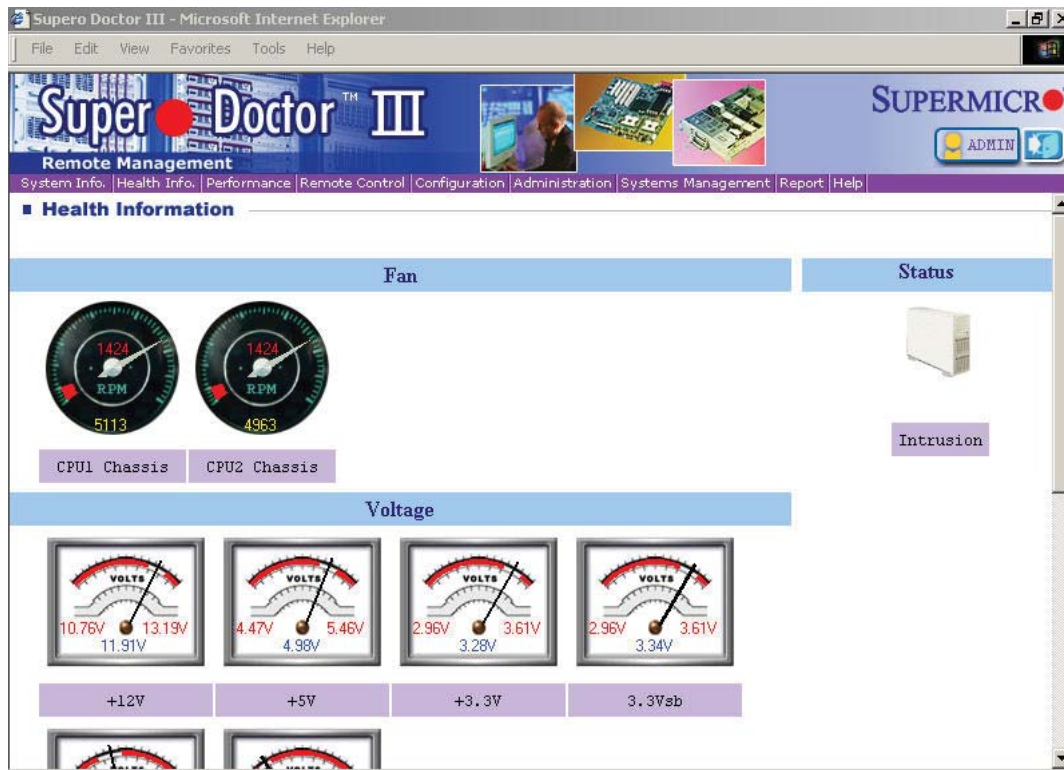 Supero Doctor III - Microsoft Internet Explorer
File Edit View Favorites Tools Help
Super Doctor™ III
Remote Management
SUPERMICR
ADMIN
System Info. Health Info. Performance Remote Control Configuration Administration Systems Management Report Help
Health Information
Fan
Status
1424
RPM
5113
1424
RPM
4963
CPU1 Chassis
CPU2 Chassis
Intrusion
Voltage
VOLTS
10.76V 13.19V
11.91V
VOLTS
4.47V 5.46V
4.98V
VOLTS
2.96V 3.61V
3.28V
VOLTS
2.96V 3.61V
3.34V
+12V
+5V
+3.3V
3.3Vsb